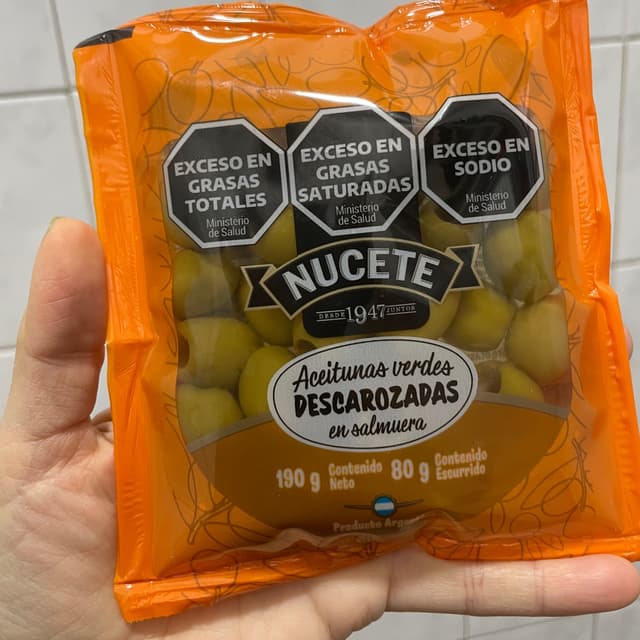 EXCESO EN
GRASAS
TOTALES
Ministerio
de Salud
EXCESO EN
GRASAS
SATURADAS
Ministerio
de Salud
EXCESO EN
SODIO
Ministerio
de Salud
NUCETE
DESDE 1947 JUNTOS
Aceitunas verdes
DESCAROZADAS
en salmuera
190 g Contenido
Neto
80 g Contenido
Escurrido
Producto